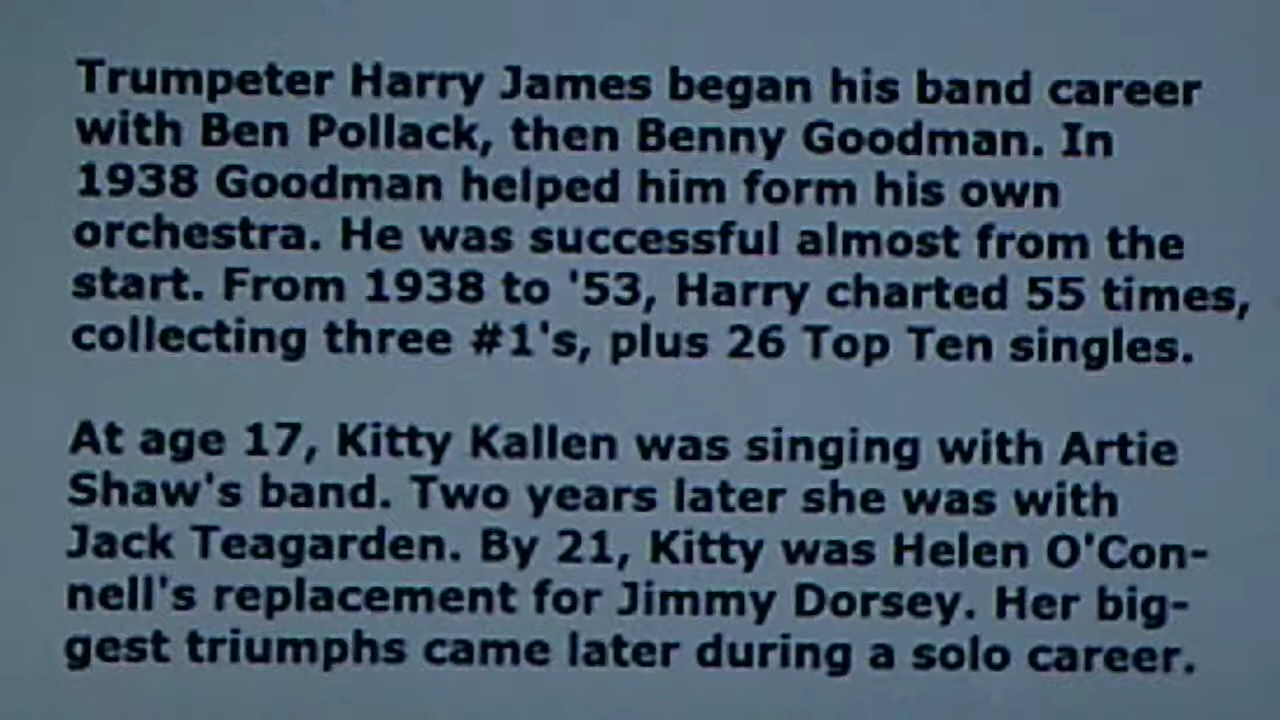 Trumpeter Harry James began his band career
with Ben Pollack, then Benny Goodman. In
1938 Goodman helped him form his own
orchestra. He was successful almost from the
start. From 1938 to '53, Harry charted 55 times,
collecting three #1's, plus 26 Top Ten singles.
At age 17, Kitty Kallen was singing with Artie
Shaw's band. Two years later she was with
Jack Teagarden. By 21, Kitty was Helen O'Con-
nell's replacement for Jimmy Dorsey. Her big-
gest triumphs came later during a solo career.